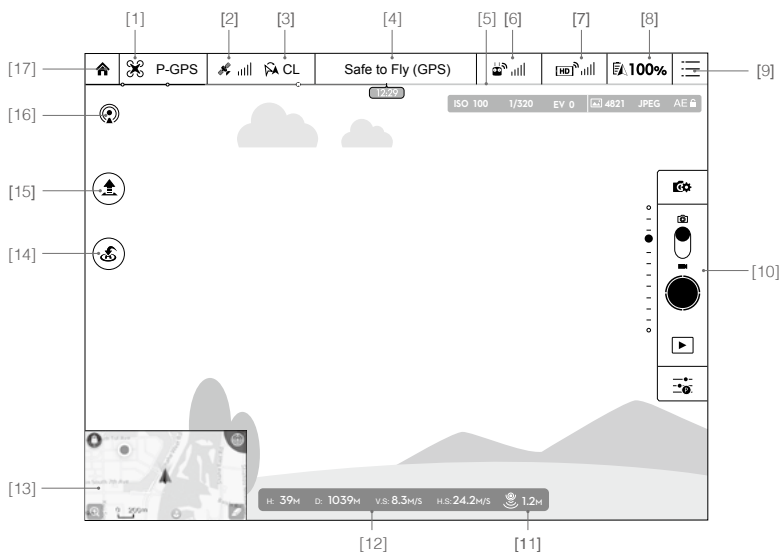 [1] [2] [3] [4] [5] [6] [7] [8]
[17] P-GPS CL Safe to Fly (GPS) HD 100% [9]
12:29
ISO 100 1/320 EV 0 4821 JPEG AE
[16]
[15]
[14]
[10]
P
[13]
200m
H: 39M D: 1039M V.S: 8.3M/S H.S: 24.2M/S 1.2M
[12] [11]